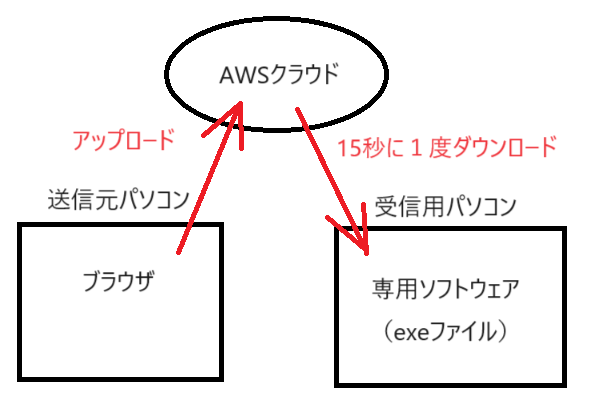 AWSクラウド
アップロード
15秒に１度ダウンロード
送信元パソコン
受信用パソコン
ブラウザ
専用ソフトウェア
（exeファイル）